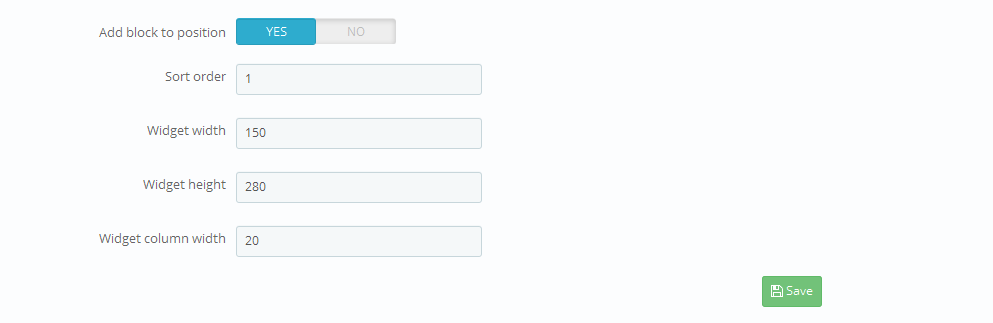 Add block to position YES NO
Sort order 1
Widget width 150
Widget height 280
Widget column width 20
Save